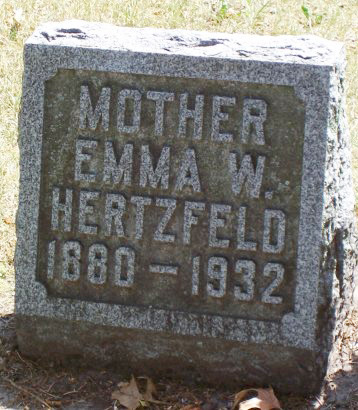 MOTHER
EMMA W.
HERTZFELD
1880 - 1932